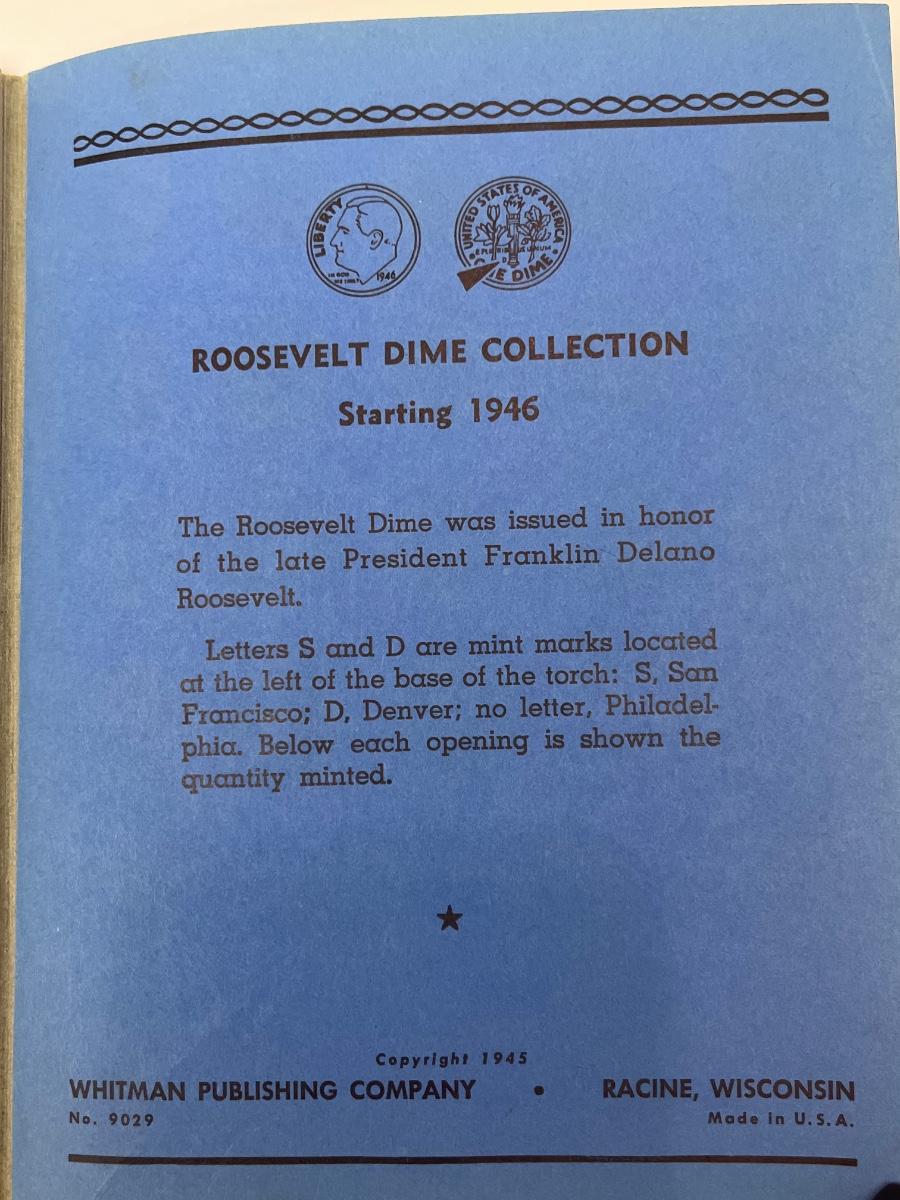 LIBERTY
IN GOD
WE TRUST
1946
UNITED STATES OF AMERICA
E DIME
ROOSEVELT DIME COLLECTION
Starting 1946
The Roosevelt Dime was issued in honor
of the late President Franklin Delano
Roosevelt.
Letters S and D are mint marks located
at the left of the base of the torch: S, San
Francisco; D, Denver; no letter, Philadel-
phia. Below each opening is shown the
quantity minted.
Copyright 1945
WHITMAN PUBLISHING COMPANY • RACINE, WISCONSIN
No. 9029 Made in U.S.A.